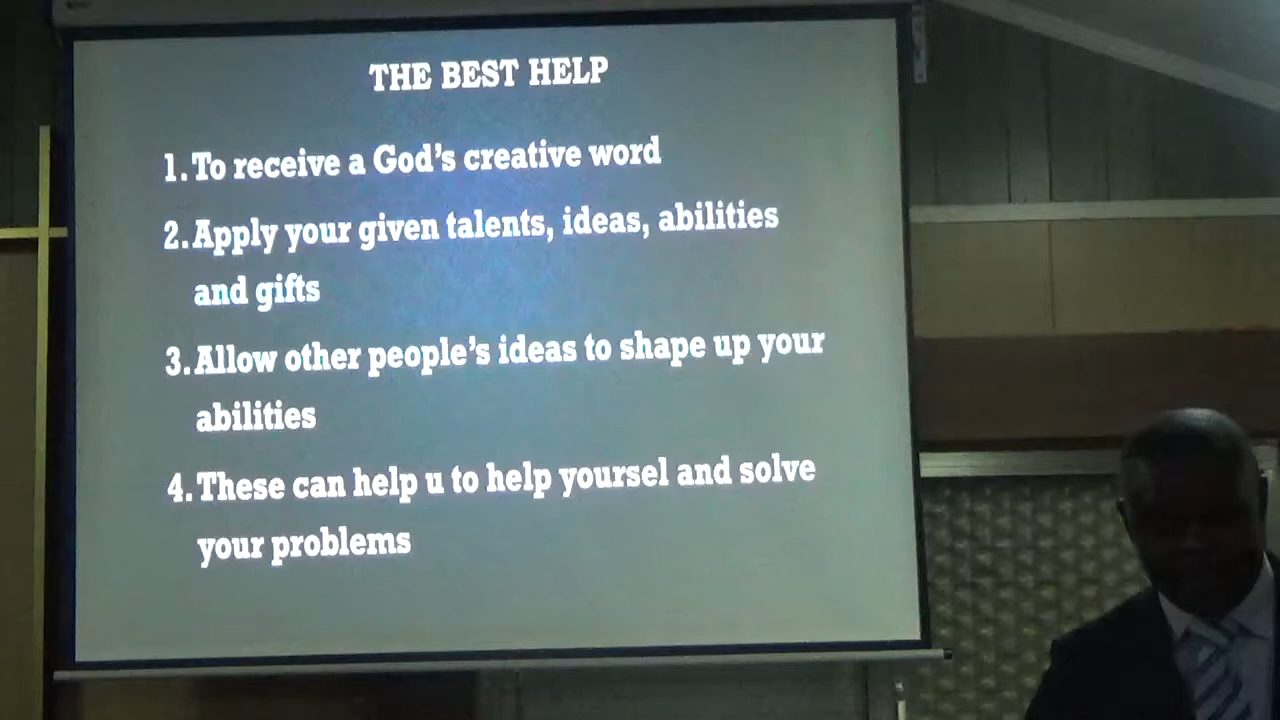 THE BEST HELP
1. To receive a God's creative word
2. Apply your given talents, ideas, abilities
and gifts
3. Allow other people's ideas to shape up your
abilities
4. These can help u to help yoursel and solve
your problems